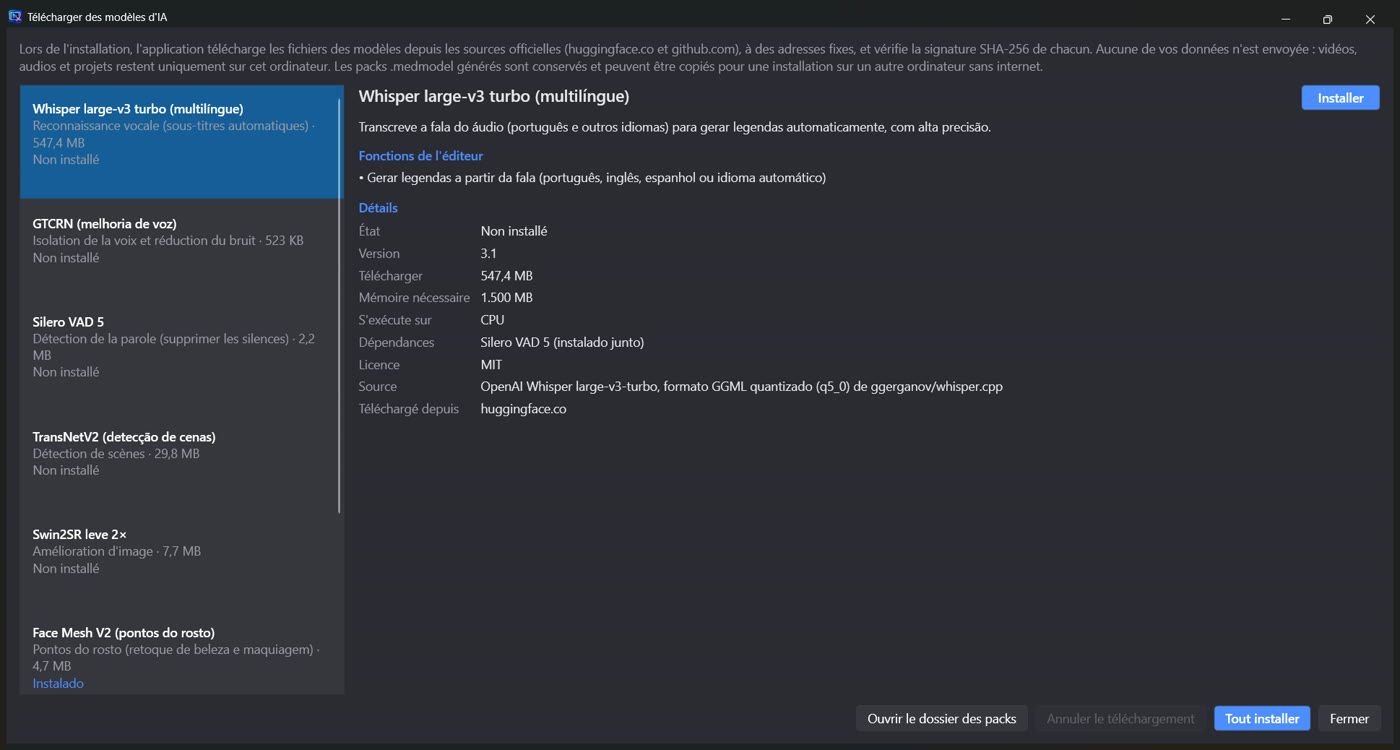 Télécharger des modèles d'IA
Lors de l'installation, l'application télécharge les fichiers des modèles depuis les sources officielles (huggingface.co et github.com), à des adresses fixes, et vérifie la signature SHA-256 de chacun. Aucune de vos données n'est envoyée : vidéos,
audios et projets restent uniquement sur cet ordinateur. Les packs .medmodel générés sont conservés et peuvent être copiés pour une installation sur un autre ordinateur sans internet.
Whisper large-v3 turbo (multilíngue)
Reconnaissance vocale (sous-titres automatiques) ·
547,4 MB
Non installé
GTCRN (melhoria de voz)
Isolation de la voix et réduction du bruit · 523 KB
Non installé
Silero VAD 5
Détection de la parole (supprimer les silences) · 2,2
MB
Non installé
TransNetV2 (detecção de cenas)
Détection de scènes · 29,8 MB
Non installé
Swin2SR leve 2×
Amélioration d'image · 7,7 MB
Non installé
Face Mesh V2 (pontos do rosto)
Pontos do rosto (retoque de beleza e maquiagem) ·
4,7 MB
Instalado
Whisper large-v3 turbo (multilíngue)
Installer
Transcreve a fala do áudio (português e outros idiomas) para gerar legendas automaticamente, com alta precisão.
Fonctions de l'éditeur
• Gerar legendas a partir da fala (português, inglês, espanhol ou idioma automático)
Détails
État Non installé
Version 3.1
Télécharger 547,4 MB
Mémoire nécessaire 1.500 MB
S'exécute sur CPU
Dépendances Silero VAD 5 (instalado junto)
Licence MIT
Source OpenAI Whisper large-v3-turbo, formato GGML quantizado (q5_0) de ggerganov/whisper.cpp
Téléchargé depuis huggingface.co
Ouvrir le dossier des packs Annuler le téléchargement Tout installer Fermer